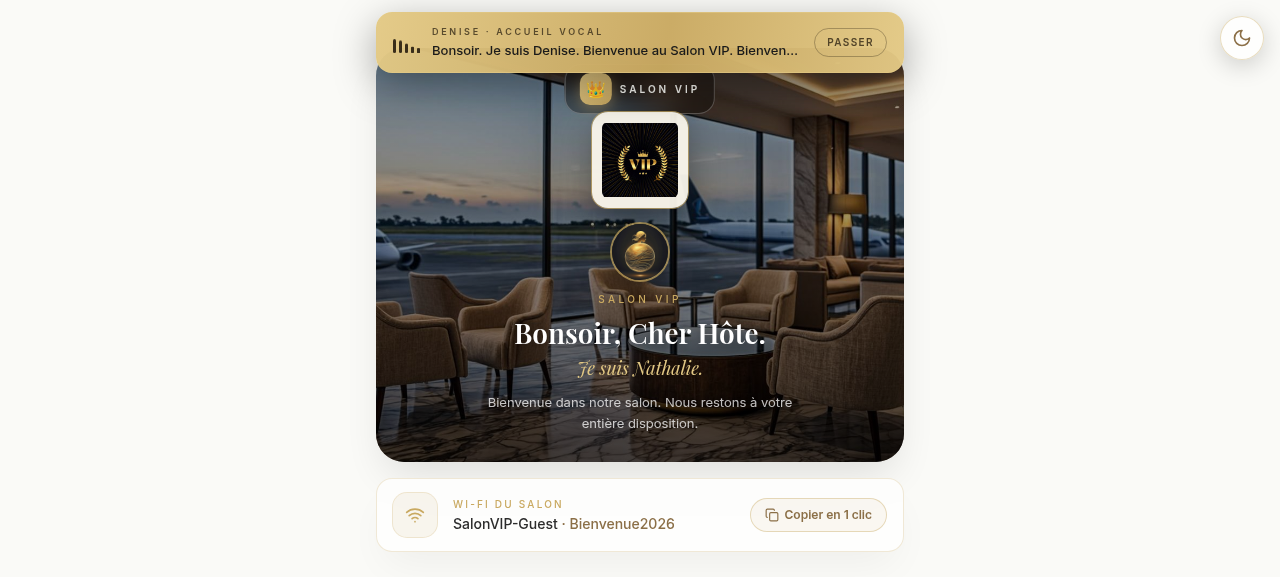 DENISE · ACCUEIL VOCAL
Bonsoir. Je suis Denise. Bienvenue au Salon VIP. Bienven...
PASSER
SALON VIP
VIP
SALON VIP
Bonsoir, Cher Hôte.
Je suis Nathalie.
Bienvenue dans notre salon. Nous restons à votre
entière disposition.
WI-FI DU SALON
SalonVIP-Guest · Bienvenue2026
Copier en 1 clic